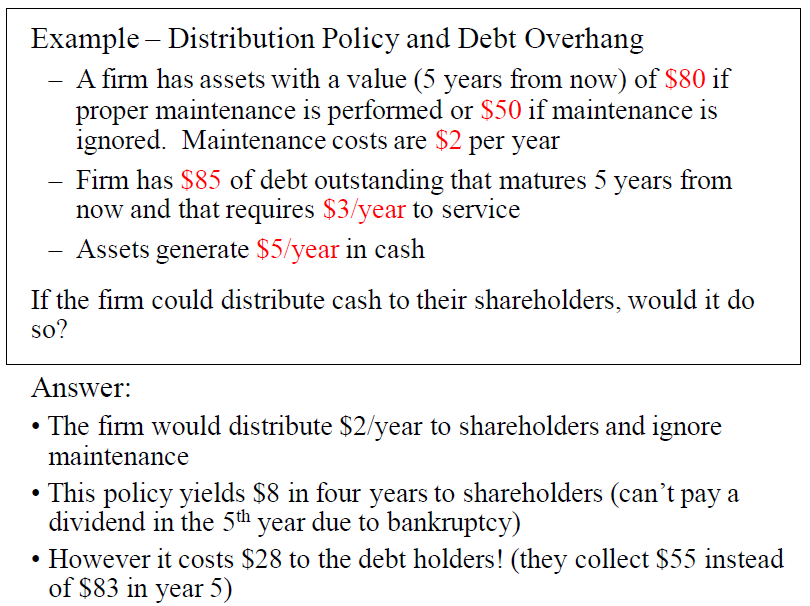 Example – Distribution Policy and Debt Overhang
– A firm has assets with a value (5 years from now) of $80 if
proper maintenance is performed or $50 if maintenance is
ignored. Maintenance costs are $2 per year
– Firm has $85 of debt outstanding that matures 5 years from
now and that requires $3/year to service
– Assets generate $5/year in cash
If the firm could distribute cash to their shareholders, would it do
so?
Answer:
• The firm would distribute $2/year to shareholders and ignore
maintenance
• This policy yields $8 in four years to shareholders (can’t pay a
dividend in the 5th year due to bankruptcy)
• However it costs $28 to the debt holders! (they collect $55 instead
of $83 in year 5)